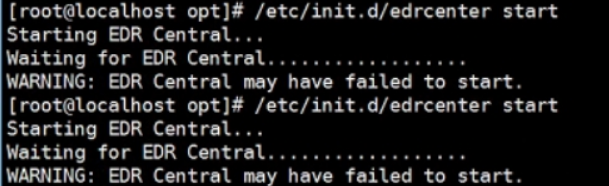 [root@localhost opt]# /etc/init.d/edrcenter start
Starting EDR Central...
Waiting for EDR Central..................
WARNING: EDR Central may have failed to start.
[root@localhost opt]# /etc/init.d/edrcenter start
Starting EDR Central...
Waiting for EDR Central..................
WARNING: EDR Central may have failed to start.